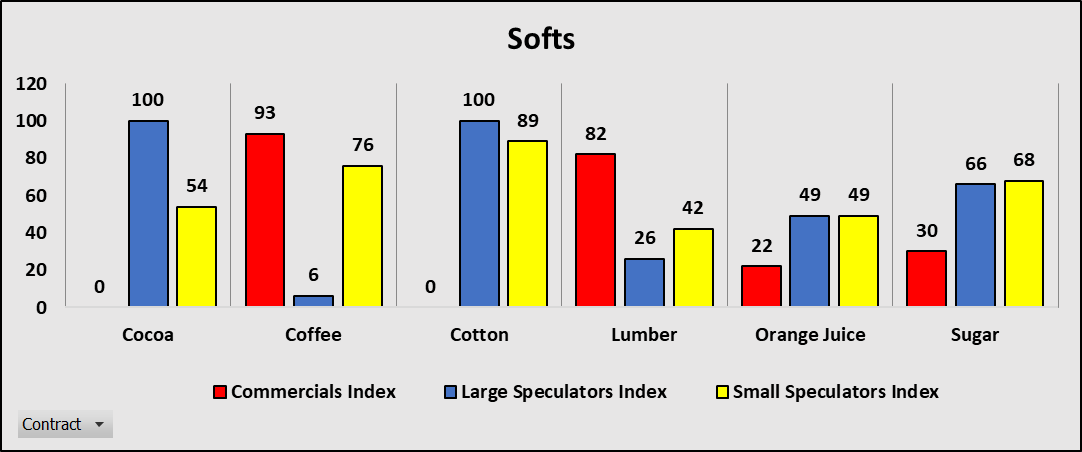 Softs
120
100
80
60
40
20
0
0 100 54
93 6 76
0 100 89
82 26 42
22 49 49
30 66 68
Cocoa Coffee Cotton Lumber Orange Juice Sugar
Commercials Index Large Speculators Index Small Speculators Index
Contract